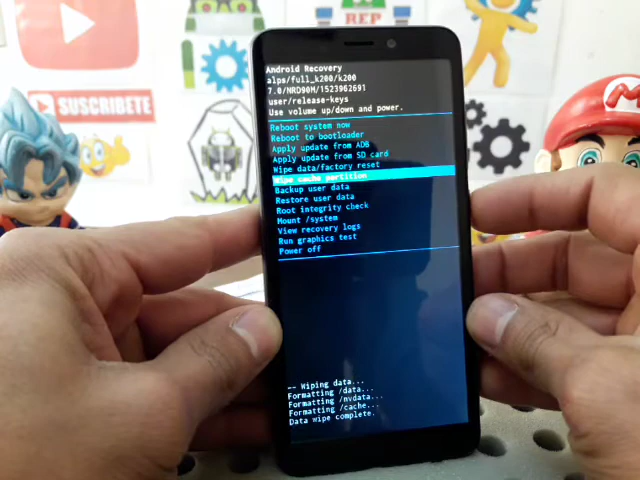 REP
SUSCRIBETE
M
Android Recovery
alps/full_k200/k200
7.0/NRD90M/1523962691
user/release-keys
Use volume up/down and power.
Reboot system now
Reboot to bootloader
Apply update from ADB
Apply update from SD card
Wipe data/factory reset
Wipe cache partition
Backup user data
Restore user data
Root integrity check
Mount /system
View recovery logs
Run graphics test
Power off
-- Wiping data...
Formatting /data...
Formatting /nvdata...
Formatting /cache...
Data wipe complete.